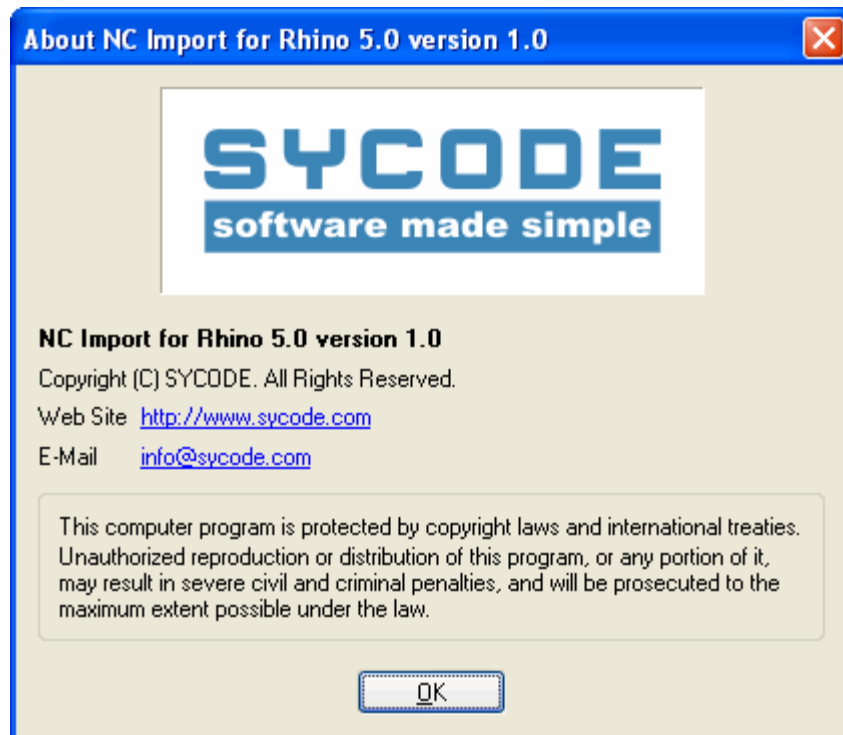 About NC Import for Rhino 5.0 version 1.0
SYCODE
software made simple
NC Import for Rhino 5.0 version 1.0
Copyright (C) SYCODE. All Rights Reserved.
Web Site http://www.sycode.com
E-Mail info@sycode.com
This computer program is protected by copyright laws and international treaties.
Unauthorized reproduction or distribution of this program, or any portion of it,
may result in severe civil and criminal penalties, and will be prosecuted to the
maximum extent possible under the law.
OK